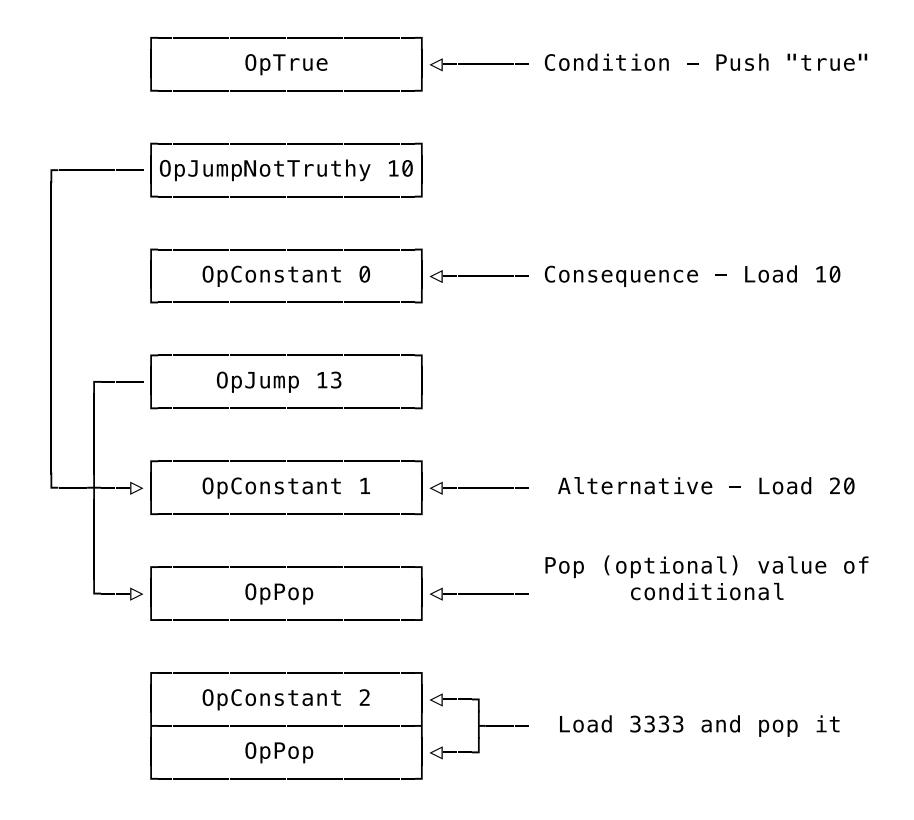 OpTrue
Condition – Push "true"
OpJumpNotTruthy 10
OpConstant 0
Consequence – Load 10
OpJump 13
OpConstant 1
Alternative – Load 20
OpPop
Pop (optional) value of
conditional
OpConstant 2
OpPop
Load 3333 and pop it